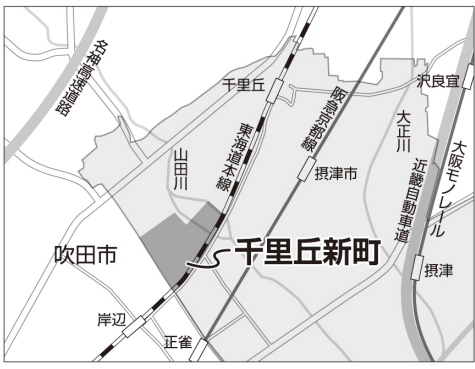 名神高速道路
千里丘
東海道本線
山田川
阪急京都線
摂津市
大正川
近畿自動車道
沢良宜
大阪モノレール
摂津
吹田市
千里丘新町
岸辺
正雀